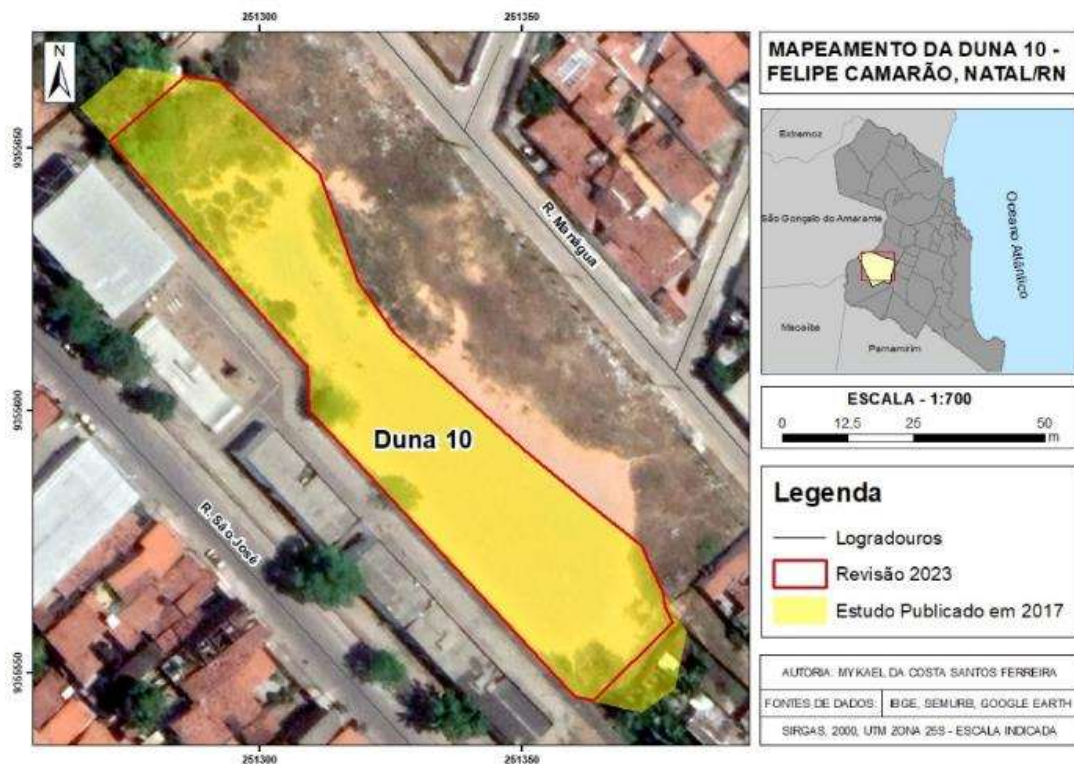 251300
251350
N
9355650
9355600
9355550
R. Manágua
Duna 10
R. São José
251300
251350
MAPEAMENTO DA DUNA 10 -
FELIPE CAMARÃO, NATAL/RN
Extremoz
São Gonçalo do Amarante
Oceano Atlântico
Macaíba
Parnamirim
ESCALA - 1:700
0 12,5 25 50
m
Legenda
Logradouros
Revisão 2023
Estudo Publicado em 2017
AUTORIA: MYKAEL DA COSTA SANTOS FERREIRA
FONTES DE DADOS: IBGE, SEMURB, GOOGLE EARTH
SIRGAS, 2000, UTM ZONA 25S - ESCALA INDICADA